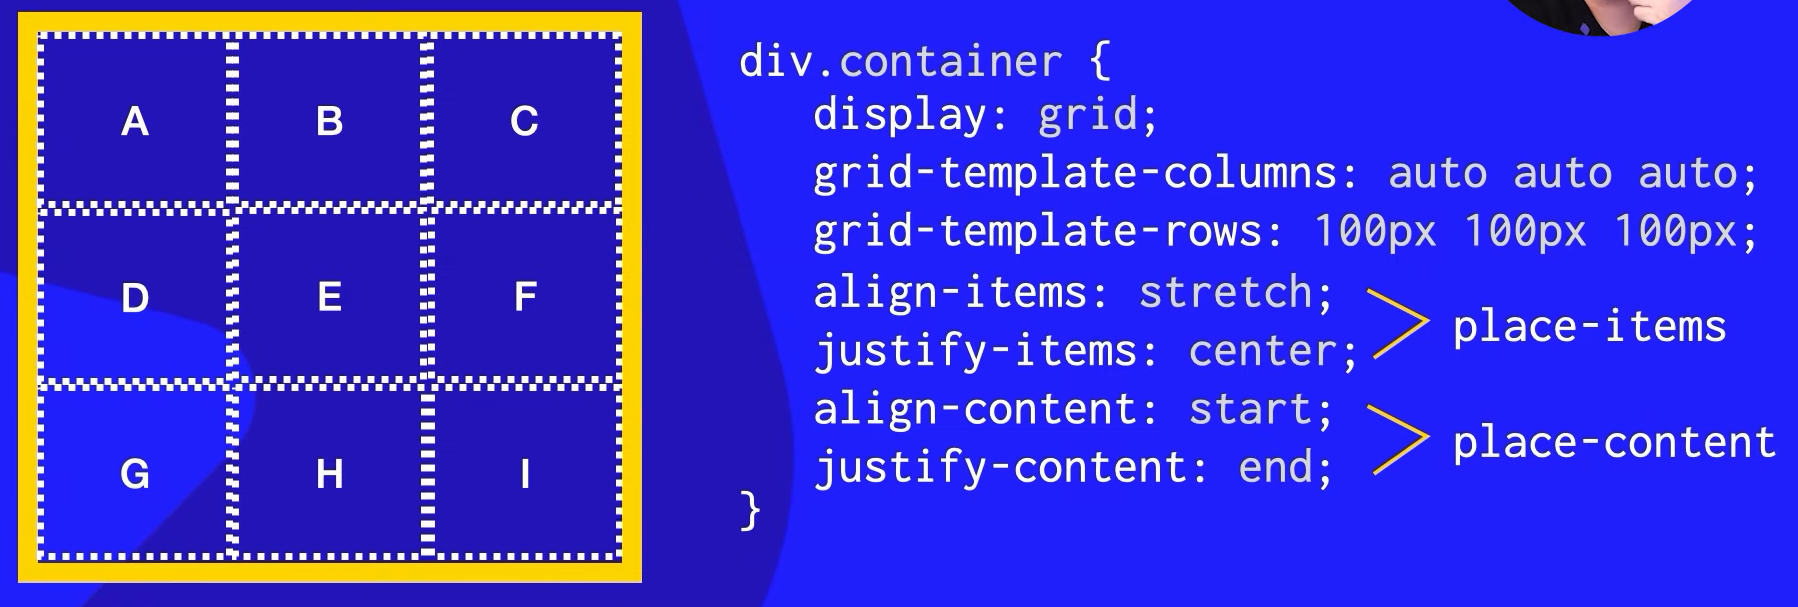 A B C
D E F
G H I
div.container {
display: grid;
grid-template-columns: auto auto auto;
grid-template-rows: 100px 100px 100px;
align-items: stretch;
justify-items: center;
place-items
align-content: start;
justify-content: end;
place-content
}